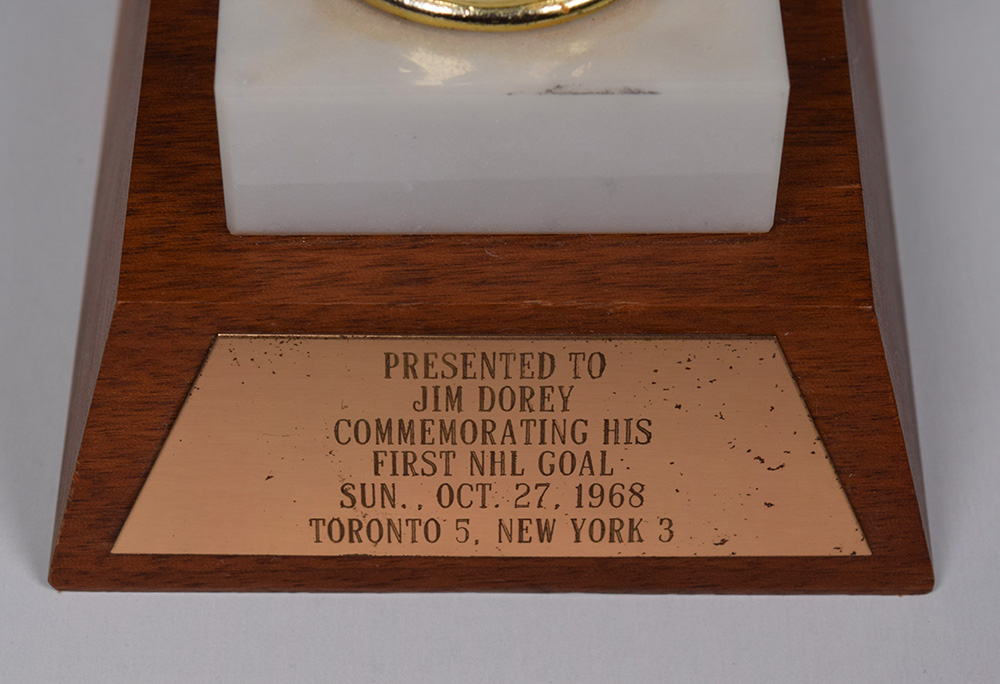 PRESENTED TO
JIM DOREY
COMMEMORATING HIS
FIRST NHL GOAL
SUN., OCT. 27, 1968
TORONTO 5, NEW YORK 3